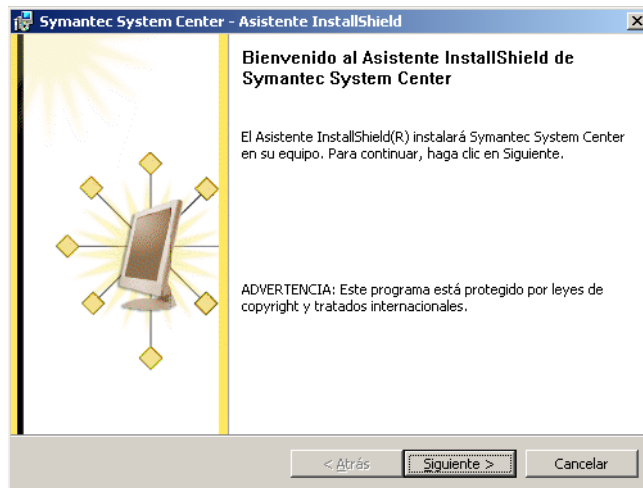 Symantec System Center - Asistente InstallShield
Bienvenido al Asistente InstallShield de
Symantec System Center
El Asistente InstallShield(R) instalará Symantec System Center
en su equipo. Para continuar, haga clic en Siguiente.
ADVERTENCIA: Este programa está protegido por leyes de
copyright y tratados internacionales.
< Atrás Siguiente > Cancelar